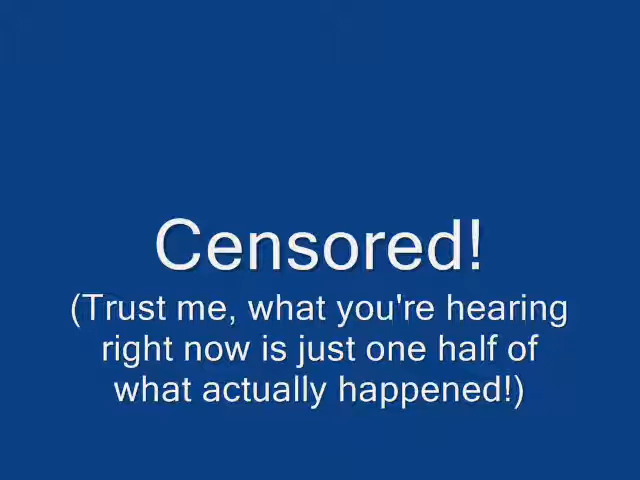 Censored!
(Trust me, what you're hearing
right now is just one half of
what actually happened!)